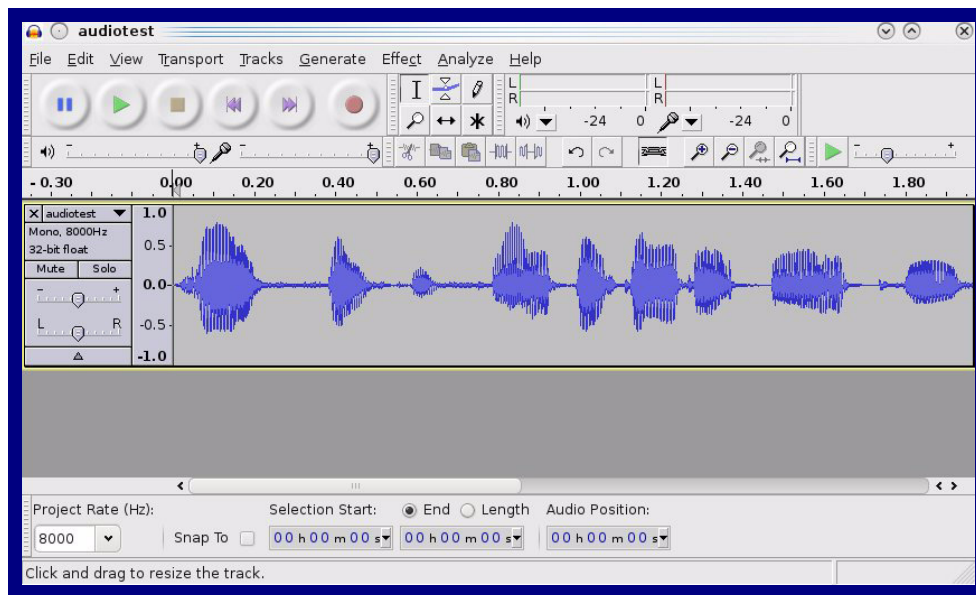 audiotest
File Edit View Transport Tracks Generate Effect Analyze Help
L
R
L
R
-24 0 -24 0
- 0.30 0.00 0.20 0.40 0.60 0.80 1.00 1.20 1.40 1.60 1.80
X audiotest 1.0
Mono, 8000Hz
32-bit float 0.5
Mute Solo
- + 0.0
L R -0.5
-1.0
Project Rate (Hz): Selection Start: End Length Audio Position:
8000 Snap To 00 h 00 m 00 s 00 h 00 m 00 s 00 h 00 m 00 s
Click and drag to resize the track.